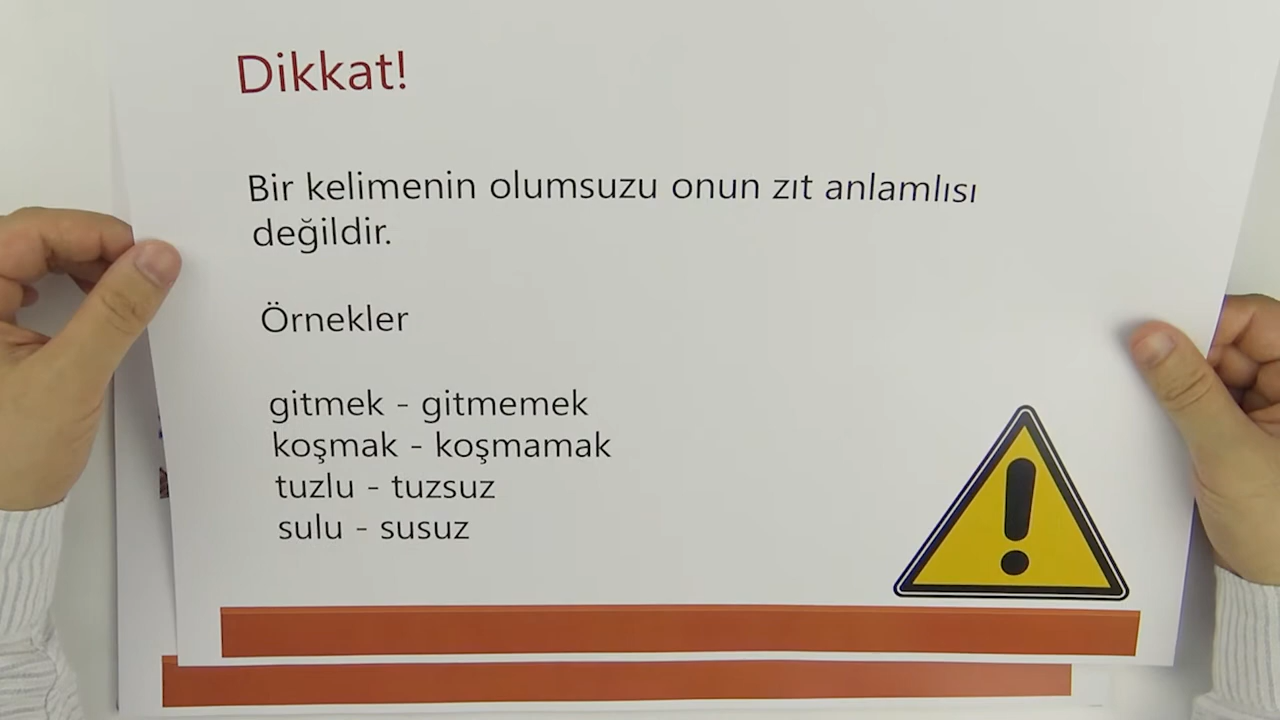 Dikkat!
Bir kelimenin olumsuzu onun zıt anlamlısı
değildir.
Örnekler
gitmek - gitmemek
koşmak - koşmamak
tuzlu - tuzsuz
sulu - susuz